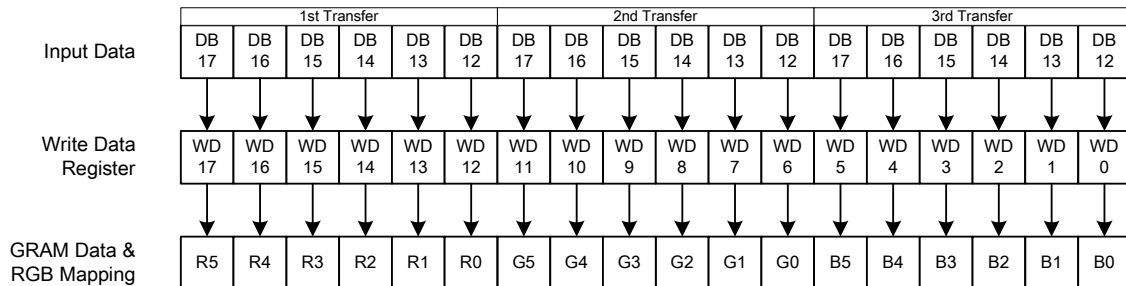 1st Transfer 2nd Transfer 3rd Transfer
Input Data
DB DB DB DB DB DB DB DB DB DB DB DB DB DB DB DB DB DB
17 16 15 14 13 12 17 16 15 14 13 12 17 16 15 14 13 12
Write Data
Register
WD WD WD WD WD WD WD WD WD WD WD WD WD WD WD WD WD WD
17 16 15 14 13 12 11 10 9 8 7 6 5 4 3 2 1 0
GRAM Data &
RGB Mapping
R5 R4 R3 R2 R1 R0 G5 G4 G3 G2 G1 G0 B5 B4 B3 B2 B1 B0